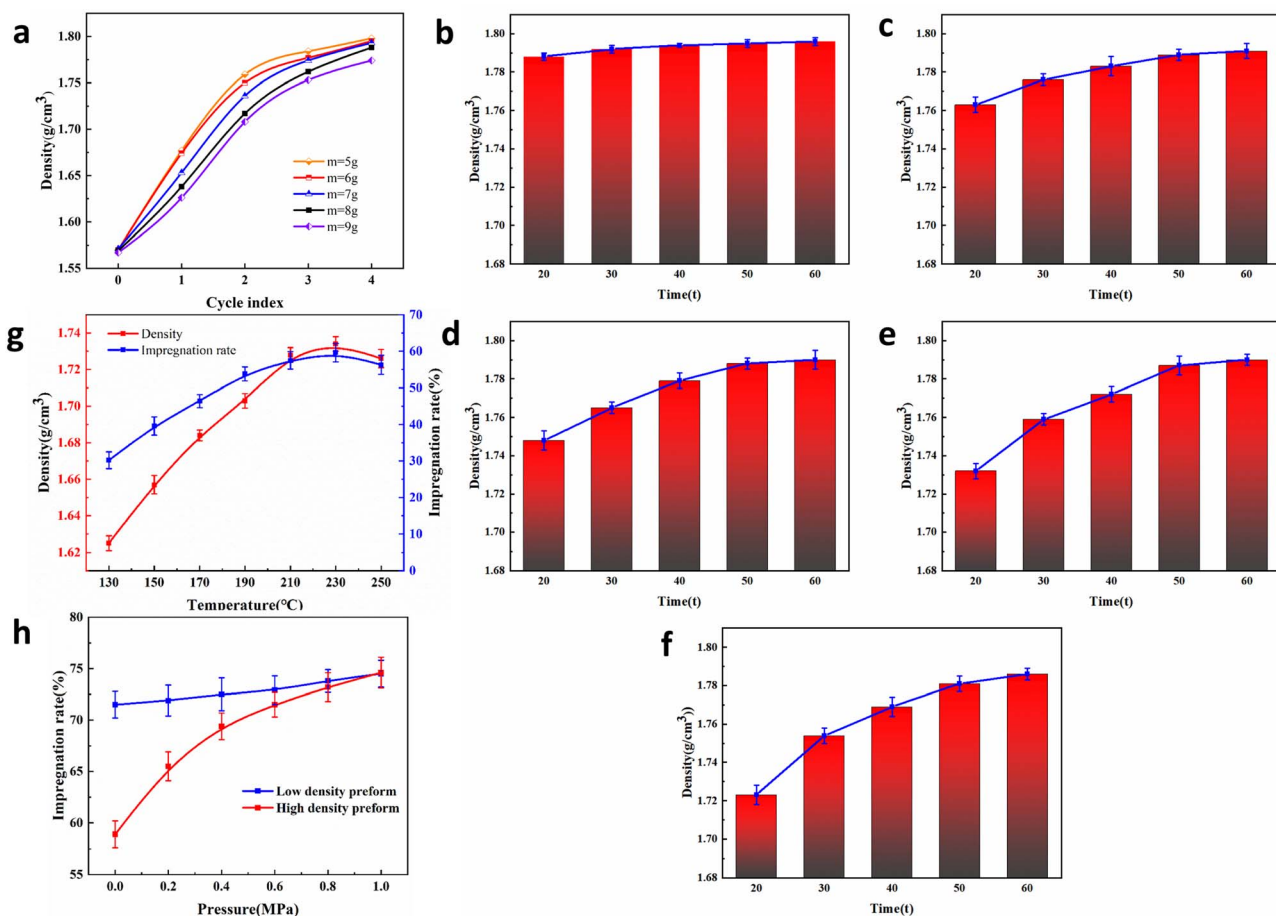 a
1.80
1.75
1.70
1.65
1.60
1.55
Density(g/cm³)
m=5g
m=6g
m=7g
m=8g
m=9g
0 1 2 3 4
Cycle index
b
1.80
1.78
1.76
1.74
1.72
1.70
1.68
Density(g/cm³)
20 30 40 50 60
Time(t)
c
1.80
1.78
1.76
1.74
1.72
1.70
1.68
Density(g/cm³)
20 30 40 50 60
Time(t)
g
Density
Impregnation rate
1.74
1.72
1.70
1.68
1.66
1.64
1.62
Density(g/cm³)
70
60
50
40
30
20
10
0
Impregnation rate(%)
130 150 170 190 210 230 250
Temperature(°C)
d
1.80
1.78
1.76
1.74
1.72
1.70
1.68
Density(g/cm³)
20 30 40 50 60
Time(t)
e
1.80
1.78
1.76
1.74
1.72
1.70
1.68
Density(g/cm³)
20 30 40 50 60
Time(t)
h
80
75
70
65
60
55
Impregnation rate(%)
Low density preform
High density preform
0.0 0.2 0.4 0.6 0.8 1.0
Pressure(MPa)
f
1.80
1.78
1.76
1.74
1.72
1.70
1.68
Density(g/cm³))
20 30 40 50 60
Time(t)